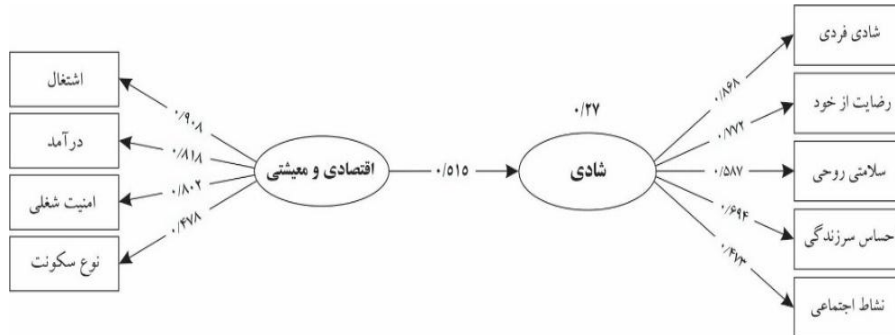 شادی فردی
رضایت از خود
سلامتی روحی
حساس سرزندگی
نشاط اجتماعی
۰/۸۶۸
۰/۷۷۲
۰/۵۸۷
۰/۶۹۴
۰/۴۷۳
۰/۲۷
شادی
۰/۵۱۵
اقتصادی و معیشتی
۰/۹۰۸
۰/۸۱۸
۰/۸۰۲
۰/۴۷۸
اشتغال
درآمد
امنیت شغلی
نوع سکونت